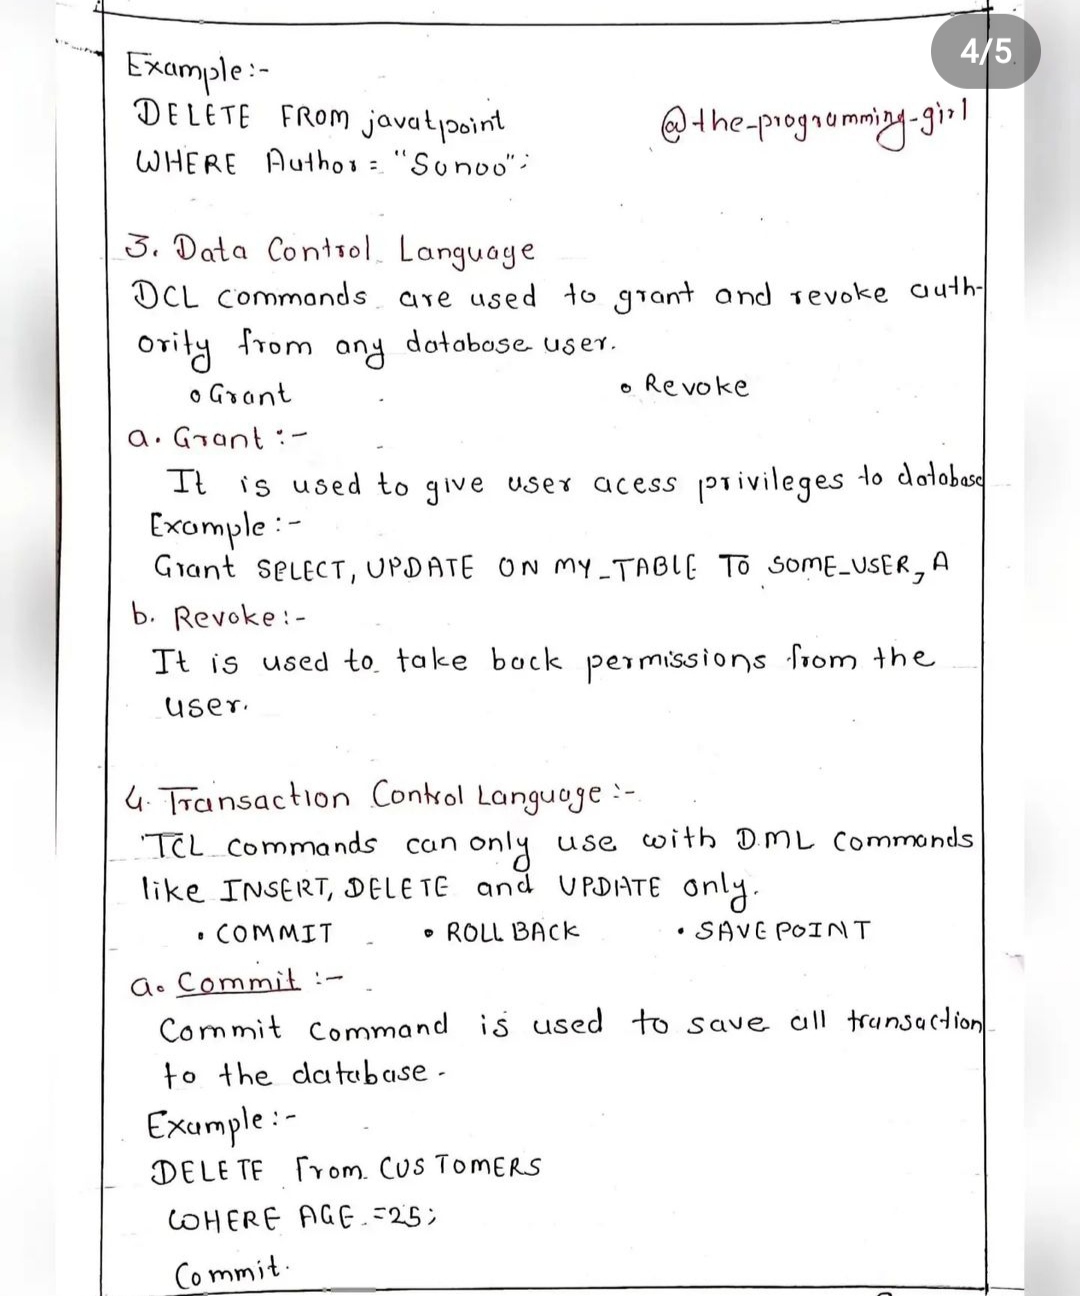 4/5
Example:-
DELETE FROM javatpoint
@the-programming-girl
WHERE Author = "Sonoo";
3. Data Control Language
DCL commands are used to grant and revoke auth-
ority from any database user.
• Grant • Revoke
a. Grant :-
It is used to give user acess privileges to database
Example :-
Grant SELECT, UPDATE ON MY_TABLE TO SOME_USER, A
b. Revoke :-
It is used to take back permissions from the
user.
4. Transaction Control Language :-
TCL commands can only use with DML commands
like INSERT, DELETE and UPDATE only.
• COMMIT • ROLL BACK • SAVE POINT
a. Commit :-
Commit command is used to save all transaction
to the database.
Example :-
DELETE From CUSTOMERS
WHERE AGE =25;
Commit.